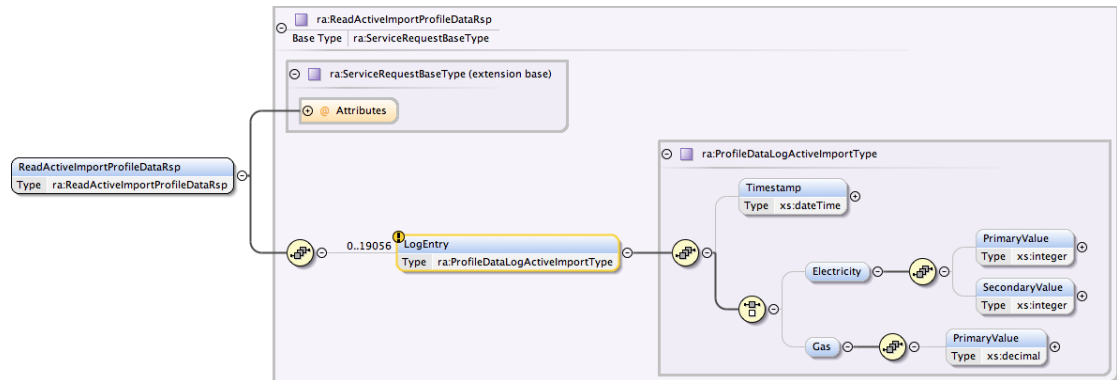 ra:ReadActiveImportProfileDataRsp
Base Type ra:ServiceRequestBaseType
ra:ServiceRequestBaseType (extension base)
@ Attributes
ReadActiveImportProfileDataRsp
Type ra:ReadActiveImportProfileDataRsp
0..19056
LogEntry
Type ra:ProfileDataLogActiveImportType
ra:ProfileDataLogActiveImportType
Timestamp
Type xs:dateTime
Electricity
PrimaryValue
Type xs:integer
SecondaryValue
Type xs:integer
Gas
PrimaryValue
Type xs:decimal